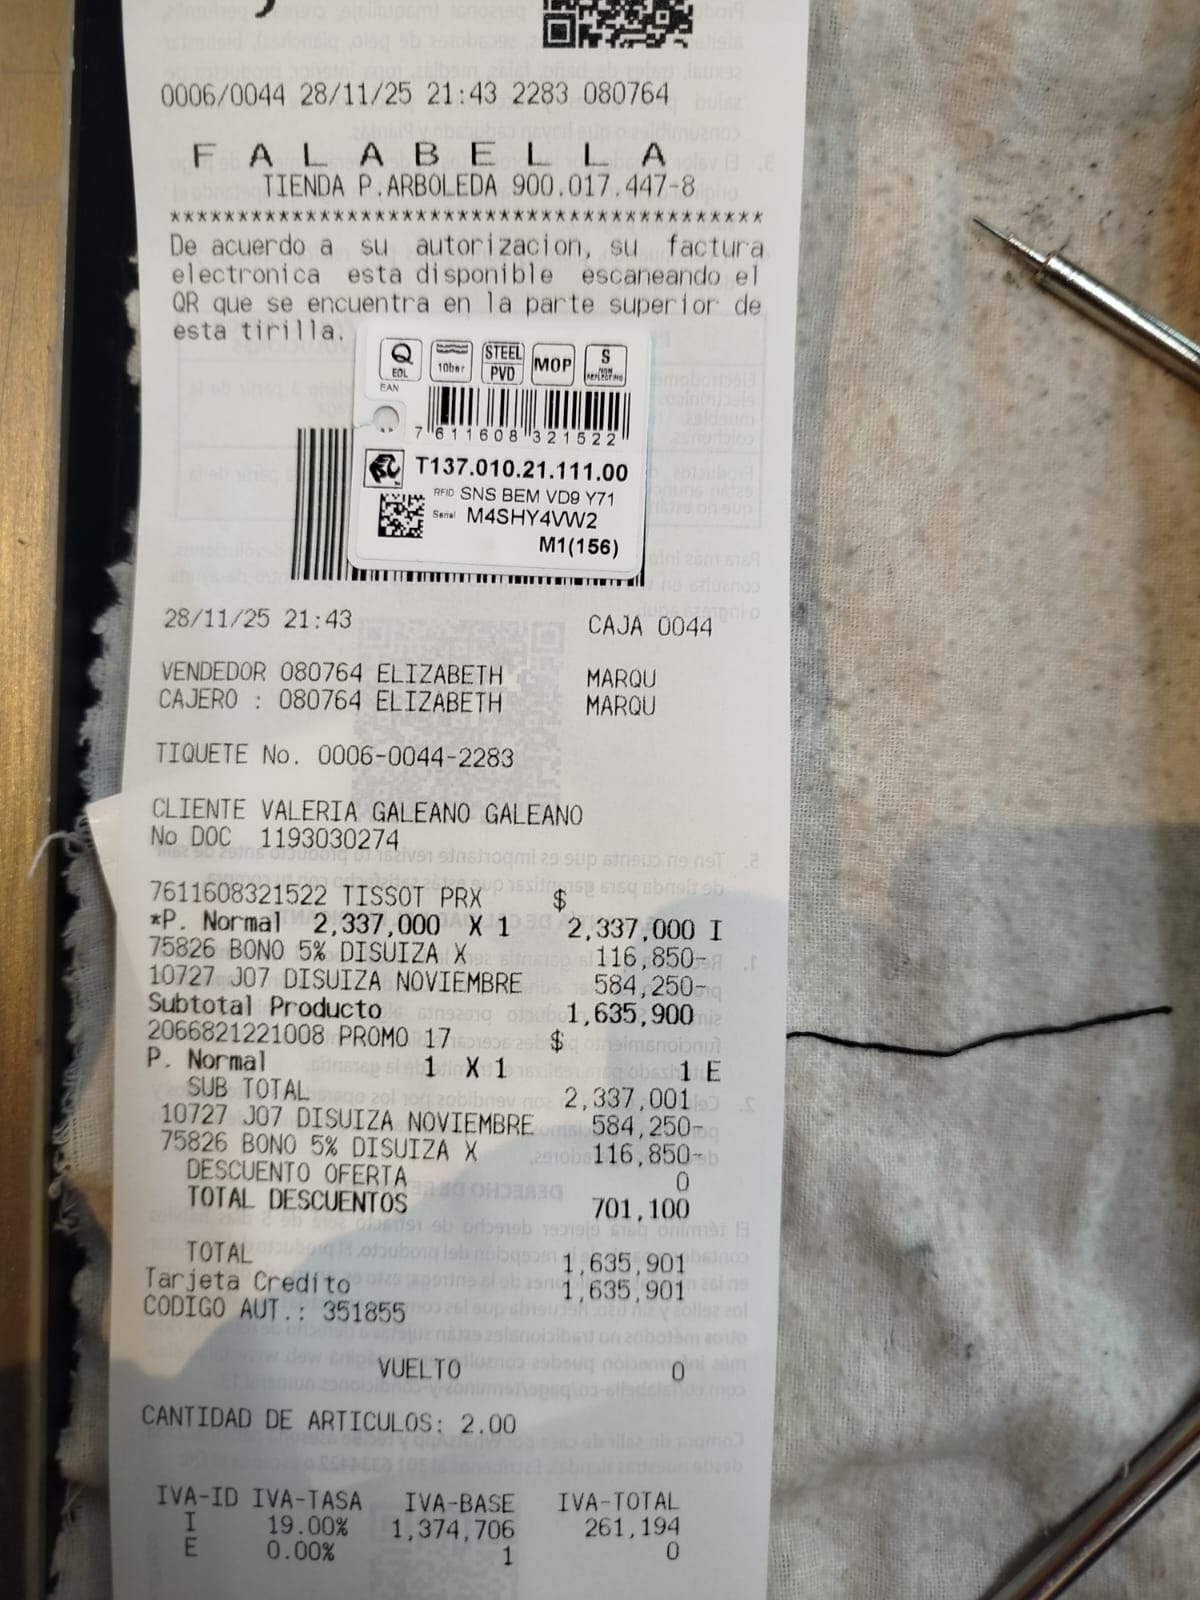 0006/0044 28/11/25 21:43 2283 080764
FALABELLA
TIENDA P.ARBOLEDA 900.017.447-8
********************************************
De acuerdo a su autorizacion, su factura
electronica esta disponible escaneando el
QR que se encuentra en la parte superior de
esta tirilla.
Q EOL 10bar STEEL PVD MOP S NON REFLECTING
EAN
7 611608 321522
T137.010.21.111.00
RFID SNS BEM VD9 Y71
Serial M4SHY4VW2
M1(156)
28/11/25 21:43 CAJA 0044
VENDEDOR 080764 ELIZABETH MARQU
CAJERO : 080764 ELIZABETH MARQU
TIQUETE No. 0006-0044-2283
CLIENTE VALERIA GALEANO GALEANO
No DOC 1193030274
7611608321522 TISSOT PRX $
*P. Normal 2,337,000 X 1 2,337,000 I
75826 BONO 5% DISUIZA X 116,850-
10727 J07 DISUIZA NOVIEMBRE 584,250-
Subtotal Producto 1,635,900
2066821221008 PROMO 17 $
P. Normal 1 X 1 1 E
SUB TOTAL 2,337,001
10727 J07 DISUIZA NOVIEMBRE 584,250-
75826 BONO 5% DISUIZA X 116,850-
DESCUENTO OFERTA 0
TOTAL DESCUENTOS 701,100
TOTAL 1,635,901
Tarjeta Credito 1,635,901
CODIGO AUT.: 351855
VUELTO 0
CANTIDAD DE ARTICULOS: 2.00
IVA-ID IVA-TASA IVA-BASE IVA-TOTAL
I 19.00% 1,374,706 261,194
E 0.00% 1 0